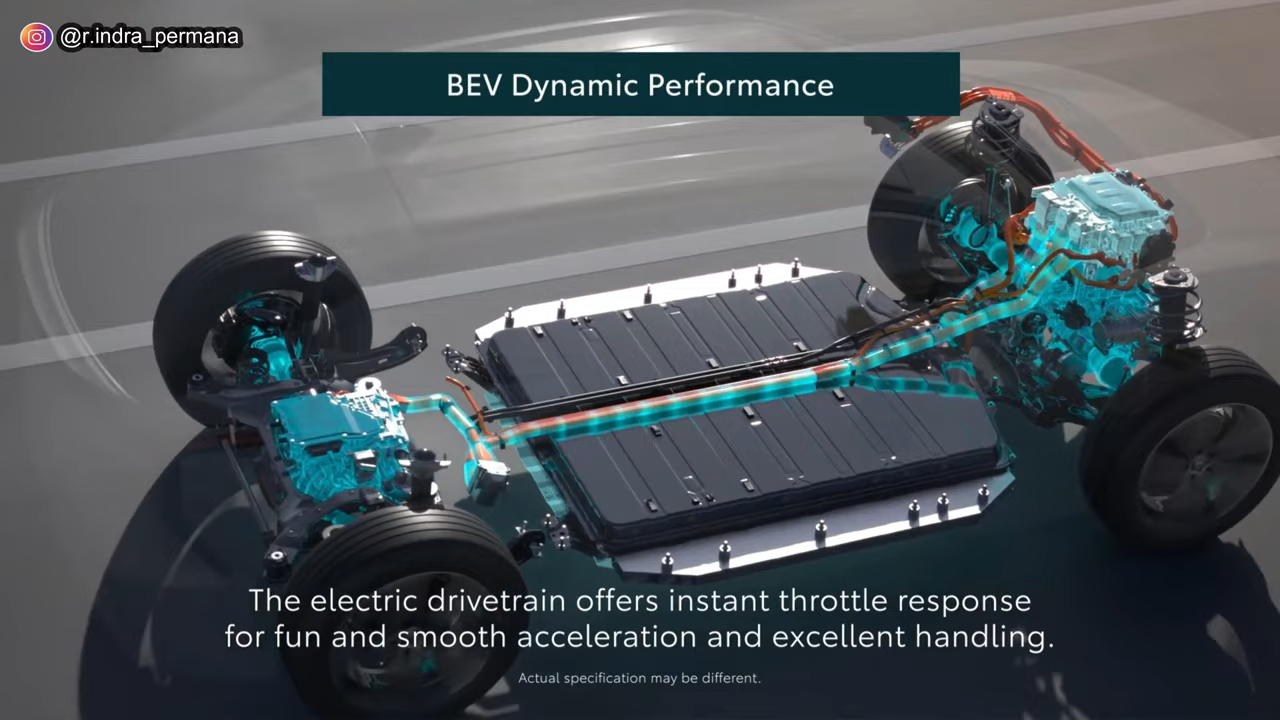 @r.indra_permana
BEV Dynamic Performance
The electric drivetrain offers instant throttle response
for fun and smooth acceleration and excellent handling.
Actual specification may be different.